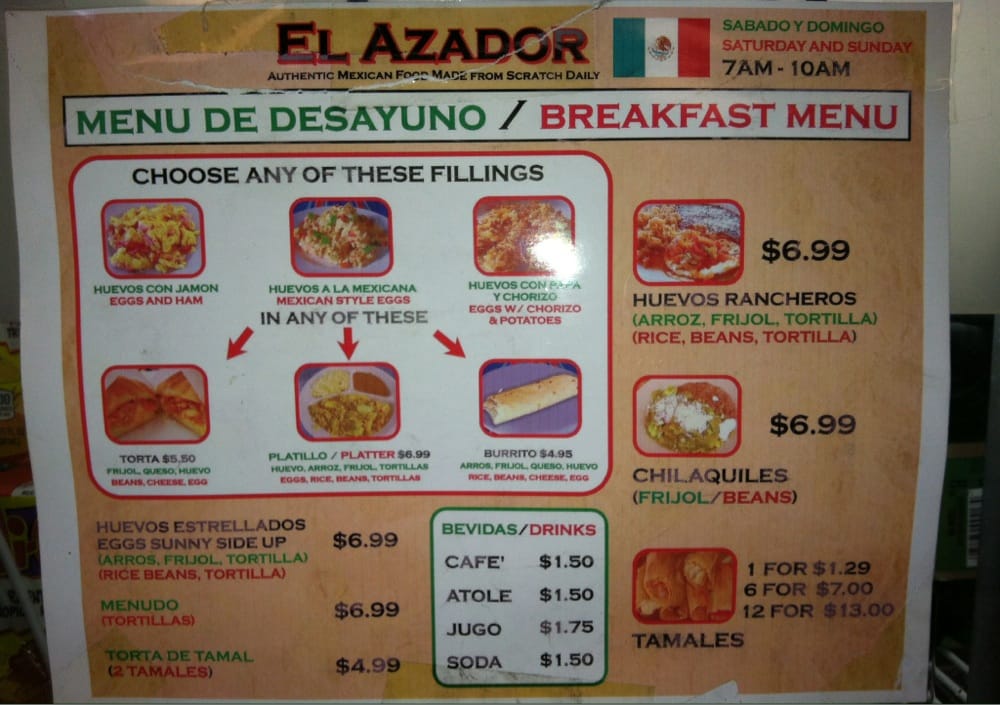 EL AZADOR
AUTHENTIC MEXICAN FOOD MADE FROM SCRATCH DAILY
SABADO Y DOMINGO
SATURDAY AND SUNDAY
7AM - 10AM
MENU DE DESAYUNO / BREAKFAST MENU
CHOOSE ANY OF THESE FILLINGS
HUEVOS CON JAMON
EGGS AND HAM
HUEVOS A LA MEXICANA
MEXICAN STYLE EGGS
HUEVOS CON PAPA
Y CHORIZO
EGGS W/ CHORIZO
& POTATOES
IN ANY OF THESE
TORTA $5.50
FRIJOL, QUESO, HUEVO
BEANS, CHEESE, EGG
PLATILLO / PLATTER $6.99
HUEVO, ARROZ, FRIJOL, TORTILLAS
EGGS, RICE, BEANS, TORTILLAS
BURRITO $4.95
ARROS, FRIJOL, QUESO, HUEVO
RICE, BEANS, CHEESE, EGG
$6.99
HUEVOS RANCHEROS
(ARROZ, FRIJOL, TORTILLA)
(RICE, BEANS, TORTILLA)
$6.99
CHILAQUILES
(FRIJOL/BEANS)
HUEVOS ESTRELLADOS
EGGS SUNNY SIDE UP $6.99
(ARROS, FRIJOL, TORTILLA)
(RICE BEANS, TORTILLA)
MENUDO $6.99
(TORTILLAS)
TORTA DE TAMAL $4.99
(2 TAMALES)
BEVIDAS/DRINKS
CAFE' $1.50
ATOLE $1.50
JUGO $1.75
SODA $1.50
1 FOR $1.29
6 FOR $7.00
12 FOR $13.00
TAMALES